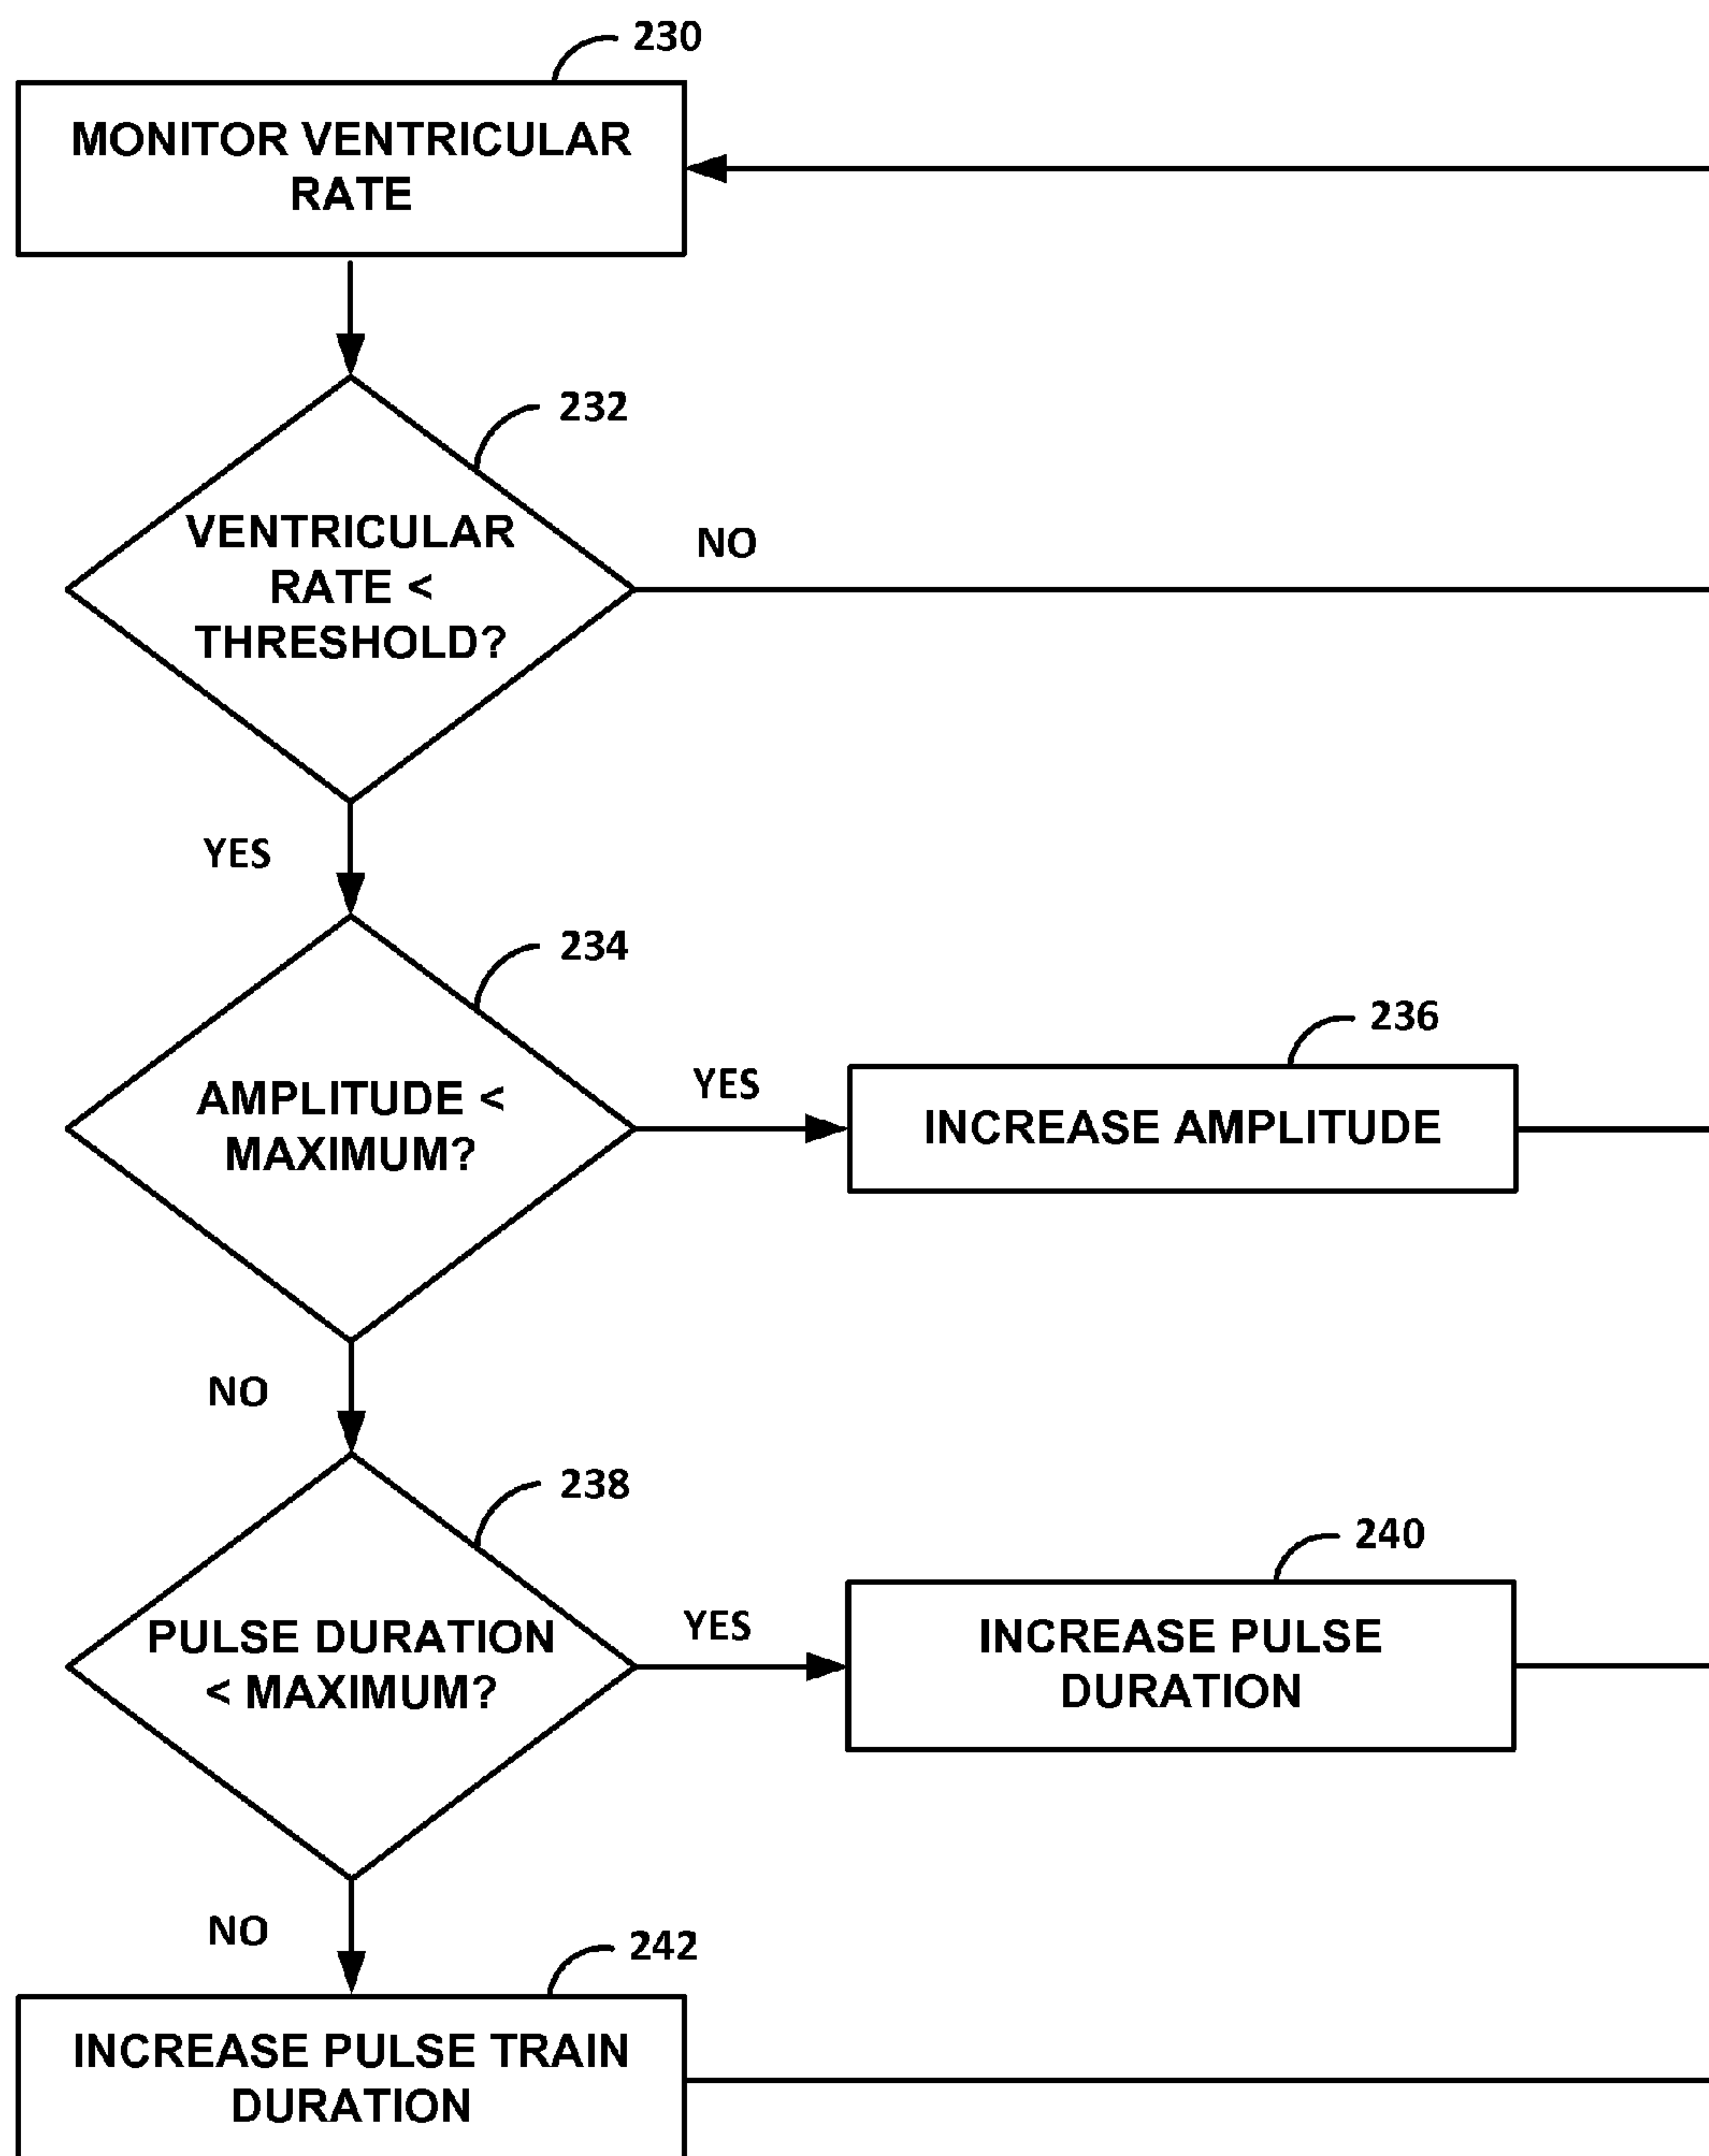 230
MONITOR VENTRICULAR
RATE
232
VENTRICULAR
RATE <
THRESHOLD?
NO
YES
234
AMPLITUDE <
MAXIMUM?
YES
236
INCREASE AMPLITUDE
NO
238
PULSE DURATION
< MAXIMUM?
YES
240
INCREASE PULSE
DURATION
NO
242
INCREASE PULSE TRAIN
DURATION